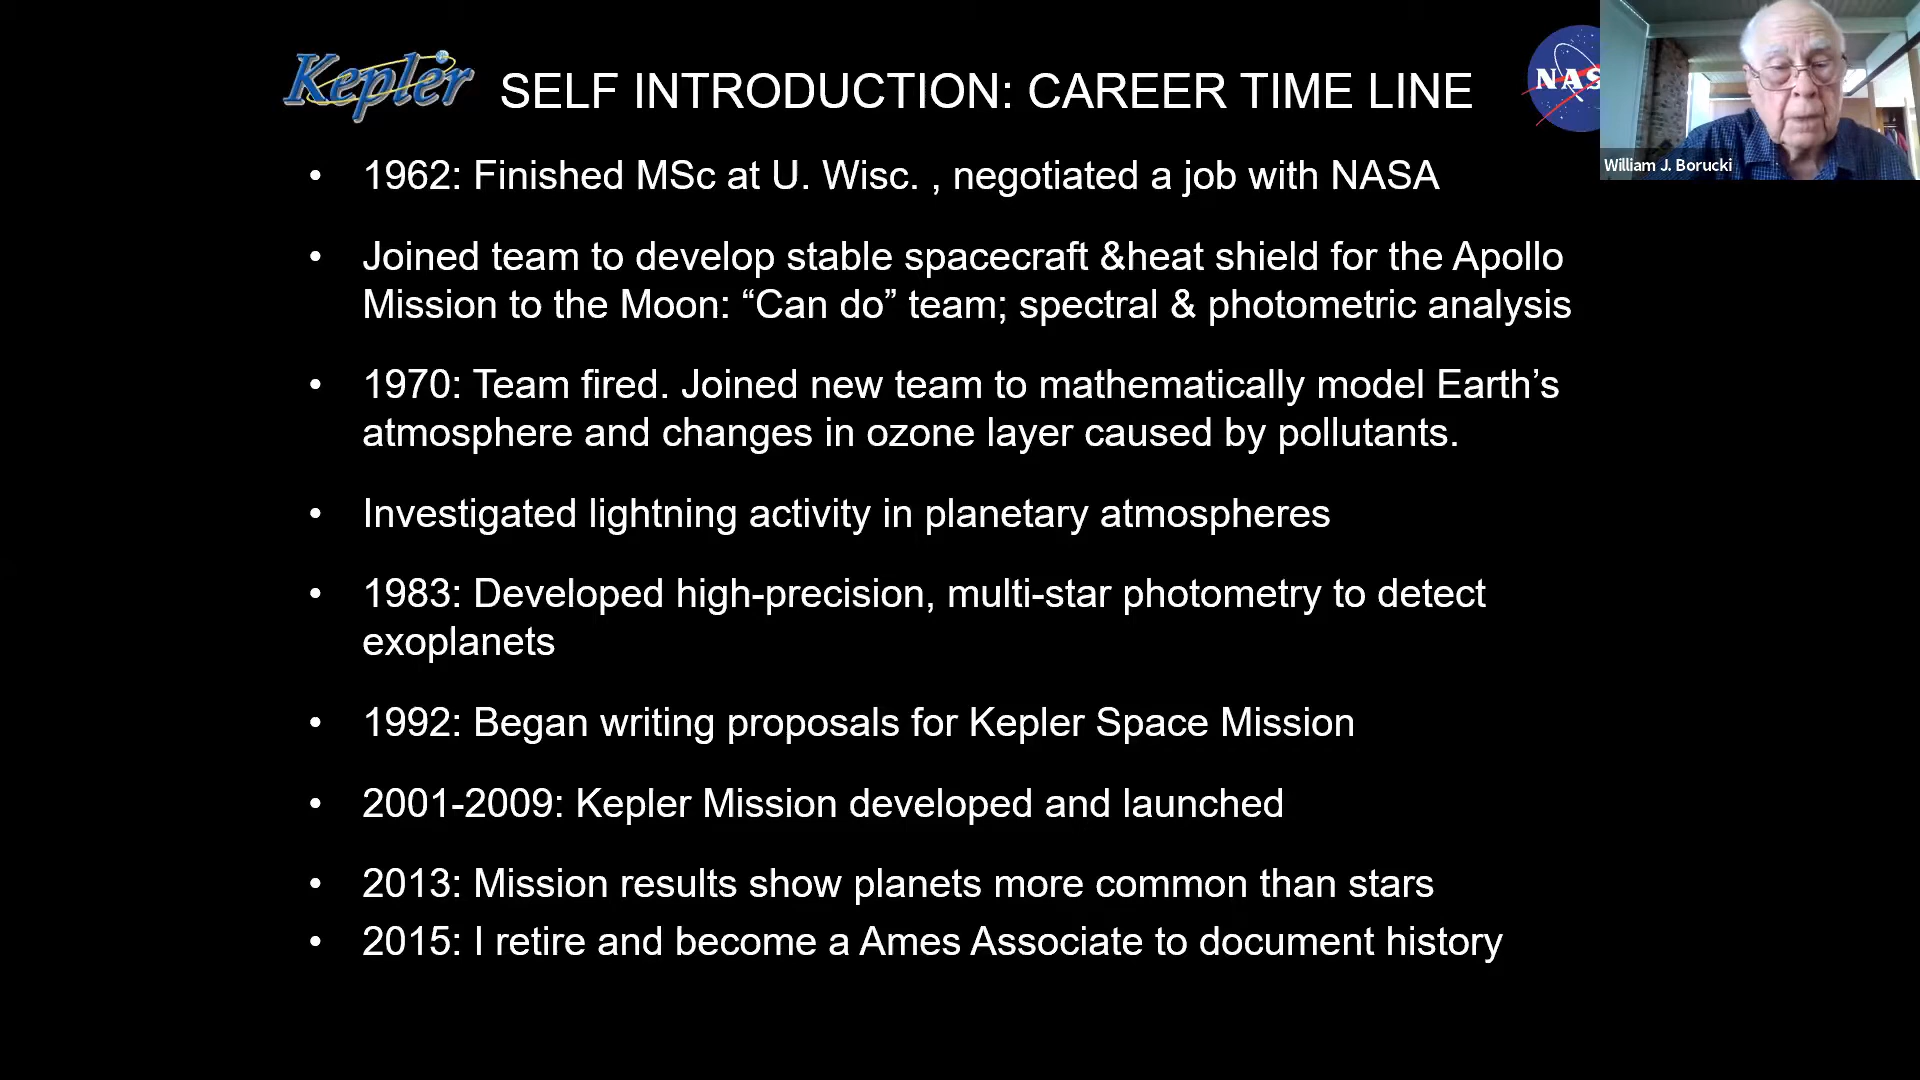 Kepler
SELF INTRODUCTION: CAREER TIME LINE
NAS
William J. Borucki
• 1962: Finished MSc at U. Wisc. , negotiated a job with NASA
• Joined team to develop stable spacecraft &heat shield for the Apollo
Mission to the Moon: “Can do” team; spectral & photometric analysis
• 1970: Team fired. Joined new team to mathematically model Earth’s
atmosphere and changes in ozone layer caused by pollutants.
• Investigated lightning activity in planetary atmospheres
• 1983: Developed high-precision, multi-star photometry to detect
exoplanets
• 1992: Began writing proposals for Kepler Space Mission
• 2001-2009: Kepler Mission developed and launched
• 2013: Mission results show planets more common than stars
• 2015: I retire and become a Ames Associate to document history